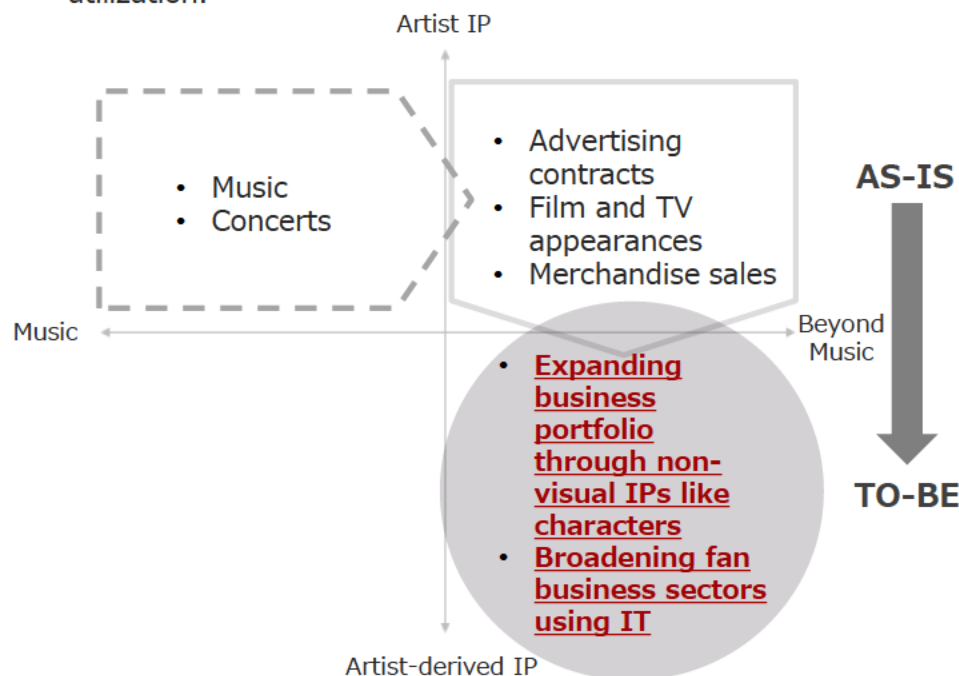 utilization.
Artist IP
• Music
• Concerts
• Advertising
contracts
• Film and TV
appearances
• Merchandise sales
AS-IS
Music
Beyond
Music
• Expanding
business
portfolio
through non-
visual IPs like
characters
• Broadening fan
business sectors
using IT
TO-BE
Artist-derived IP